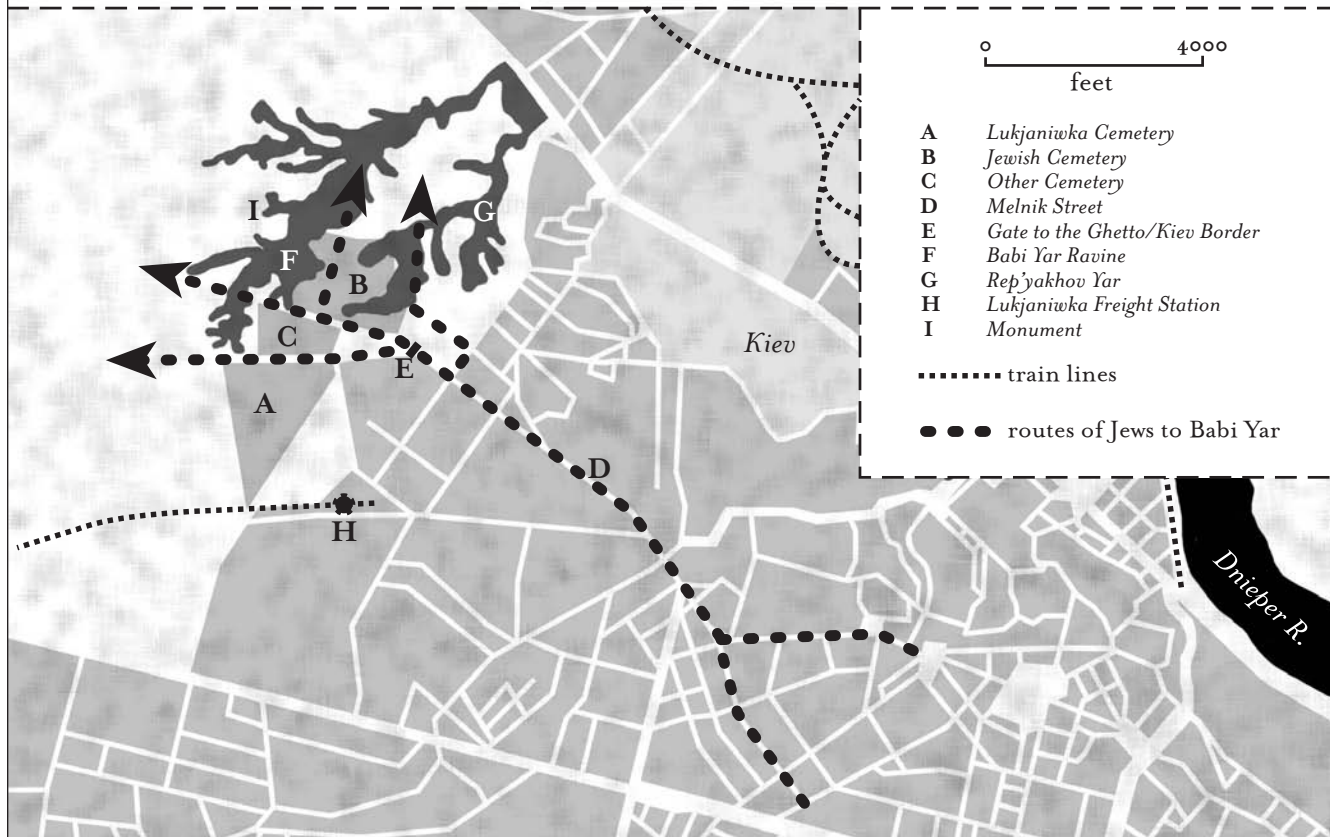 0 4000
feet
A Lukjaniwka Cemetery
B Jewish Cemetery
C Other Cemetery
D Melnik Street
E Gate to the Ghetto/Kiev Border
F Babi Yar Ravine
G Rep'yakhov Yar
H Lukjaniwka Freight Station
I Monument
train lines
routes of Jews to Babi Yar
I
G
F
B
C
Kiev
E
A
D
H
Dnieper R.